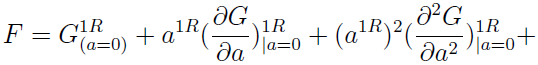 $F = G^{1R}_{(a=0)} + a^{1R}(\frac{\partial G}{\partial a})^{1R}_{|a=0} + (a^{1R})^2(\frac{\partial^2 G}{\partial a^2})^{1R}_{|a=0} +$